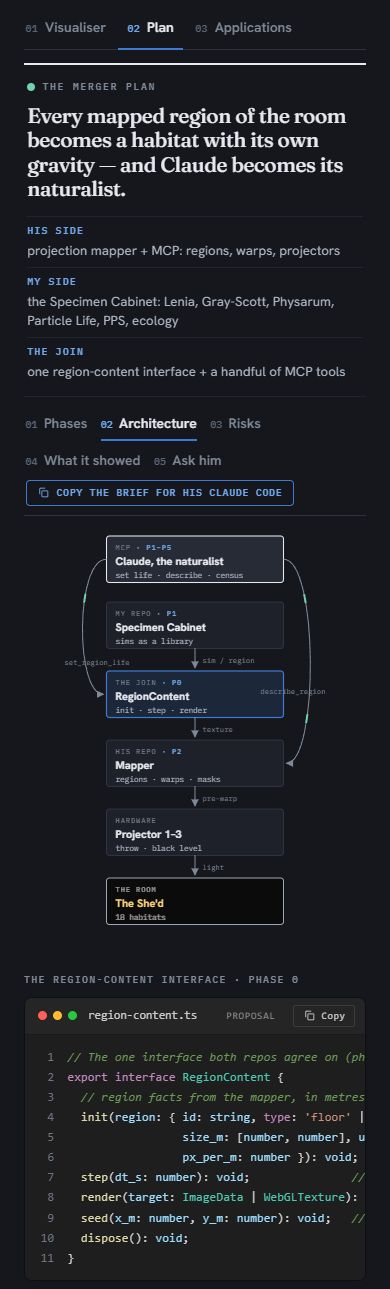 01 Visualiser 02 Plan 03 Applications
THE MERGER PLAN
Every mapped region of the room
becomes a habitat with its own
gravity — and Claude becomes its
naturalist.
HIS SIDE
projection mapper + MCP: regions, warps, projectors
MY SIDE
the Specimen Cabinet: Lenia, Gray-Scott, Physarum,
Particle Life, PPS, ecology
THE JOIN
one region-content interface + a handful of MCP tools
01 Phases 02 Architecture 03 Risks
04 What it showed 05 Ask him
COPY THE BRIEF FOR HIS CLAUDE CODE
MCP · P1–P5
Claude, the naturalist
set life · describe · census
MY REPO · P1
Specimen Cabinet
sims as a library
set_region_life
sim / region
THE JOIN · P0
RegionContent
init · step · render
describe_region
texture
HIS REPO · P2
Mapper
regions · warps · masks
pre-warp
HARDWARE
Projector 1–3
throw · black level
light
THE ROOM
The She'd
18 habitats
THE REGION-CONTENT INTERFACE · PHASE 0
region-content.ts PROPOSAL Copy
1 // The one interface both repos agree on (ph
2 export interface RegionContent {
3 // region facts from the mapper, in metres
4 init(region: { id: string, type: 'floor' |
5 size_m: [number, number], u
6 px_per_m: number }): void;
7 step(dt_s: number): void; //
8 render(target: ImageData | WebGLTexture):
9 seed(x_m: number, y_m: number): void; //
10 dispose(): void;
11 }